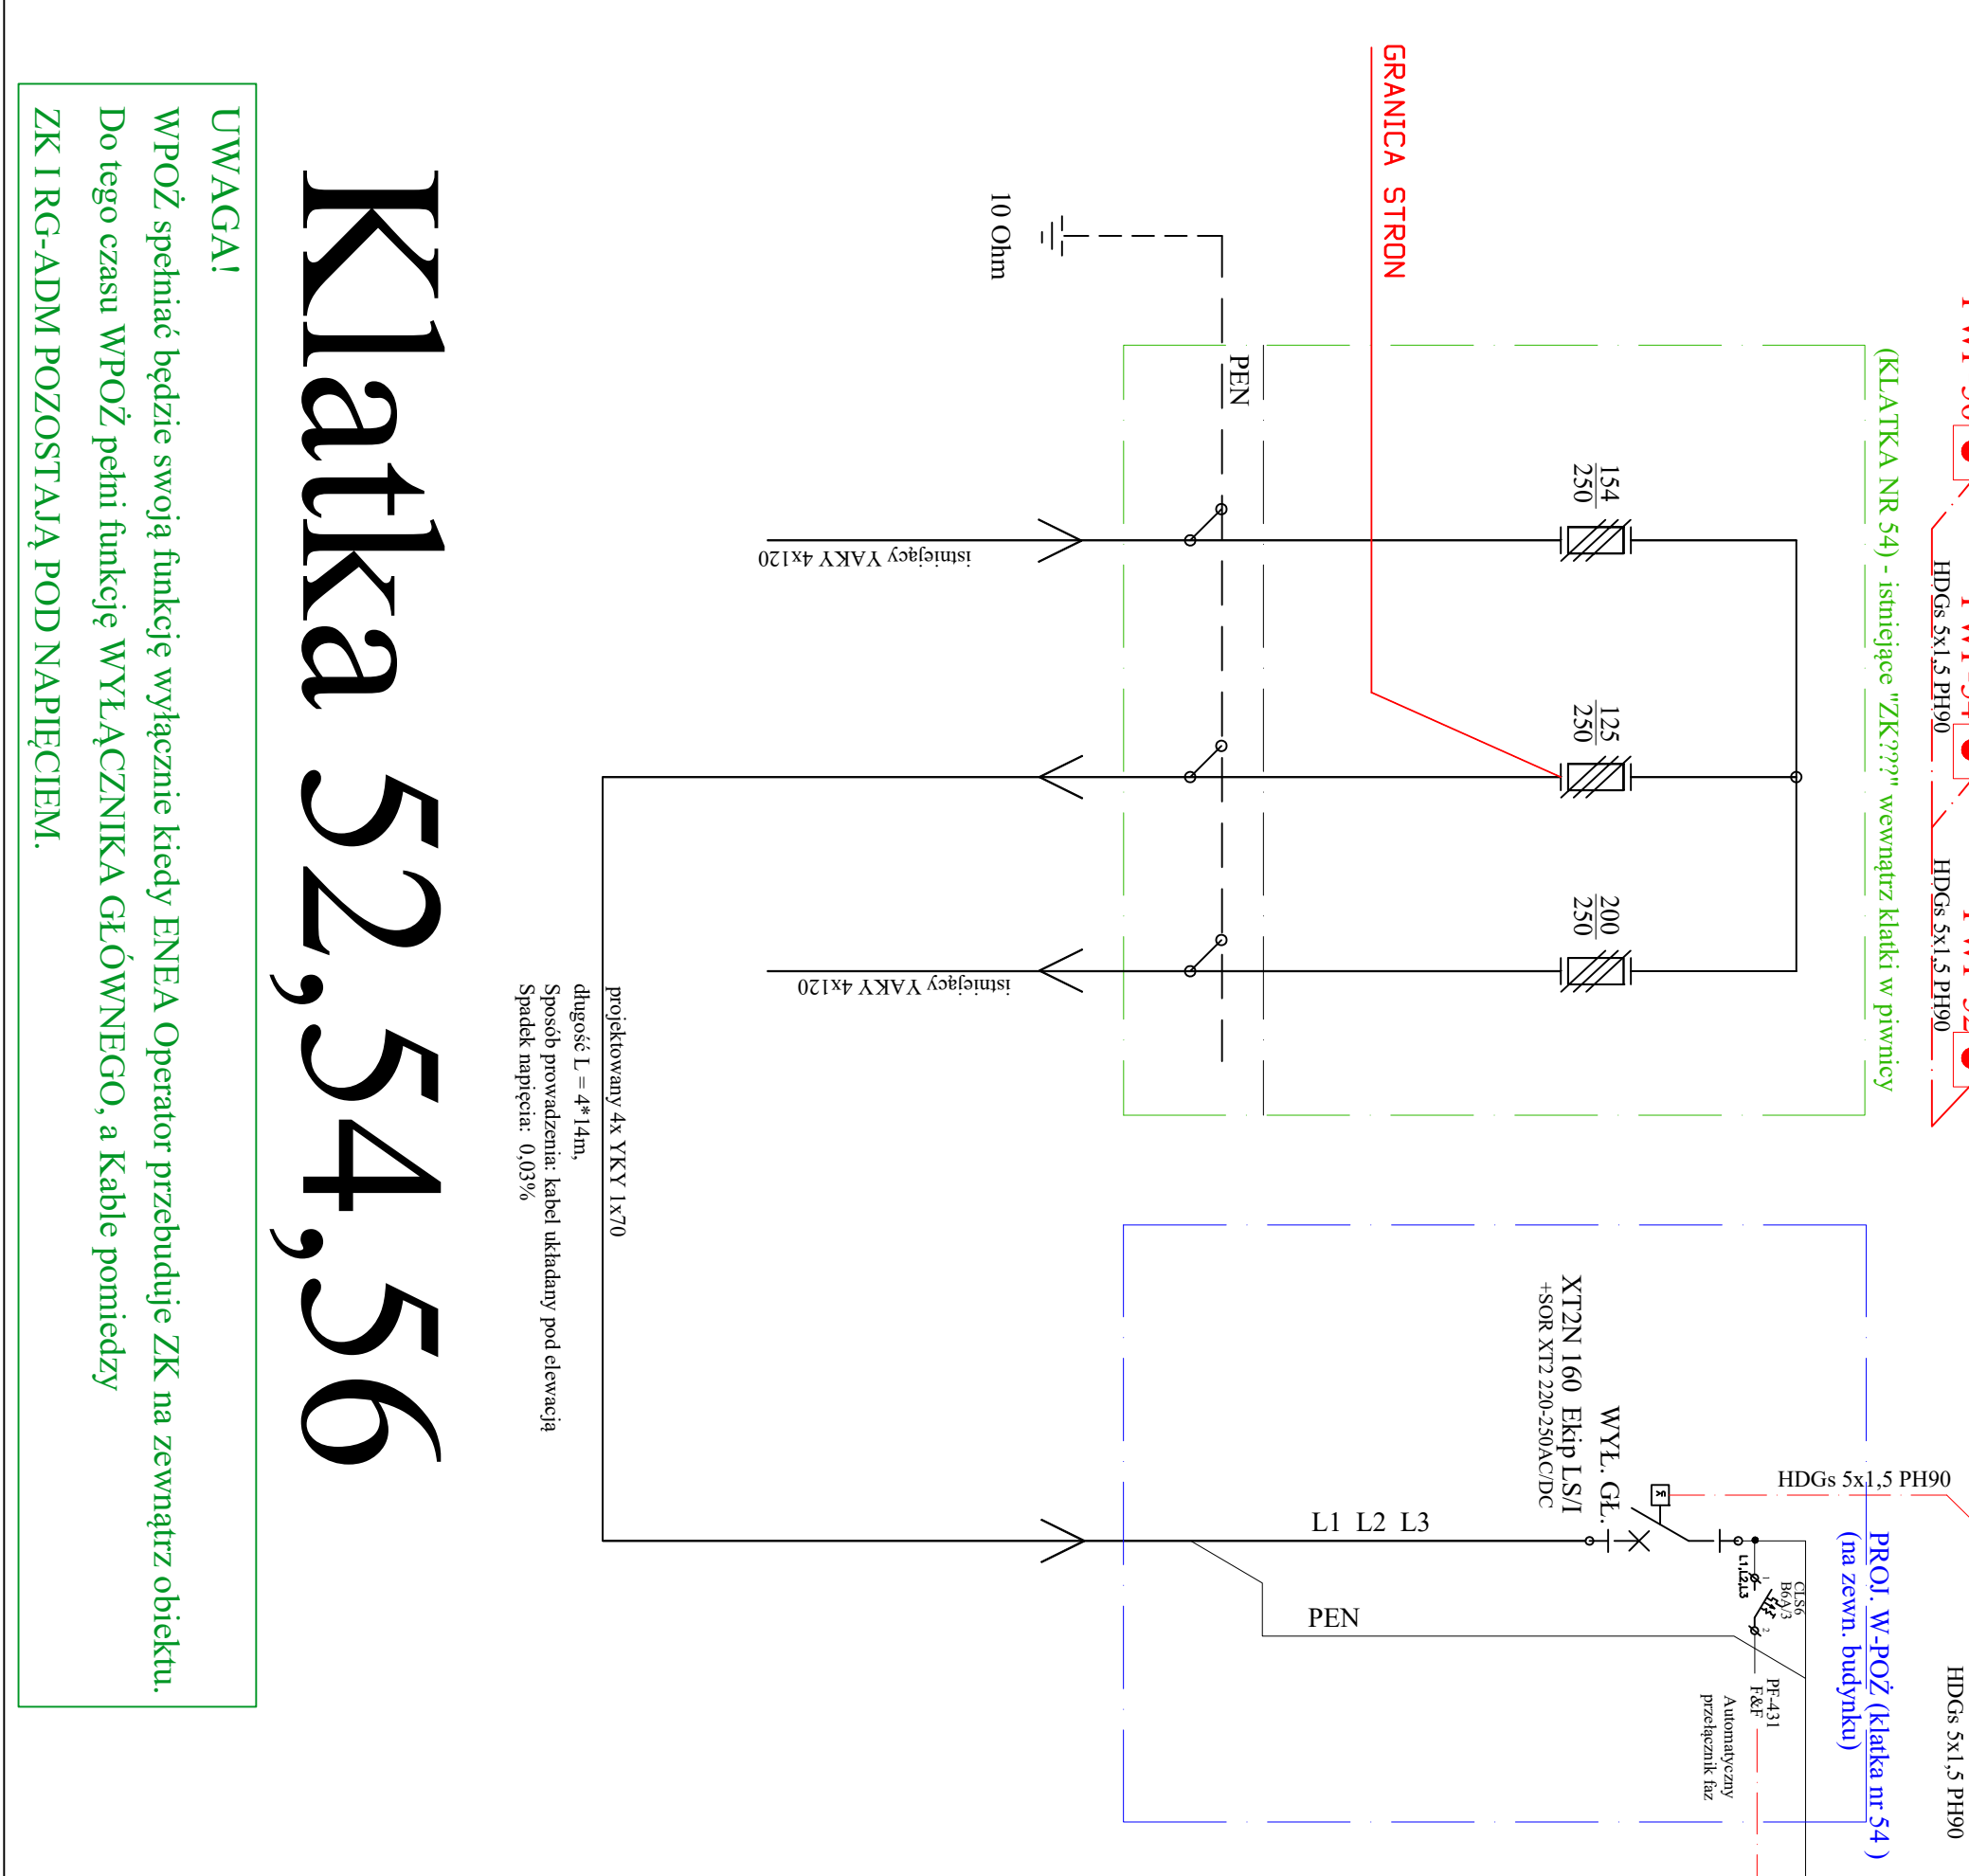 HDGs 5x1,5 PH90
HDGs 5x1,5 PH90
HDGs 5x1,5 PH90
HDGs 5x1,5 PH90
(KLATKA NR 54) - istniejące "ZK???" wewnątrz klatki w piwnicy
PROJ. W-POŻ (klatka nr 54 )
(na zewn. budynku)
CLS6
B6A/3
L1,L2,L3
1
2
PF-431
F&F
Automatyczny
przełącznik faz
154
250
125
250
200
250
WYŁ. GŁ.
XT2N 160 Ekip LS/I
+SOR XT2 220-250AC/DC
GRANICA STRON
L1 L2 L3
PEN
PEN
10 Ohm
istniejący YAKY 4x120
istniejący YAKY 4x120
projektowany 4x YKY 1x70
długość L = 4*14m,
Sposób prowadzenia: kabel układany pod elewacją
Spadek napięcia: 0,03%
Klatka 52,54,56
UWAGA!
WPOŻ spełniać będzie swoją funkcję wyłącznie kiedy ENEA Operator przebuduje ZK na zewnątrz obiektu.
Do tego czasu WPOŻ pełni funkcję WYŁĄCZNIKA GŁÓWNEGO, a Kable pomiedzy
ZK I RG-ADM POZOSTAJĄ POD NAPIĘCIEM.